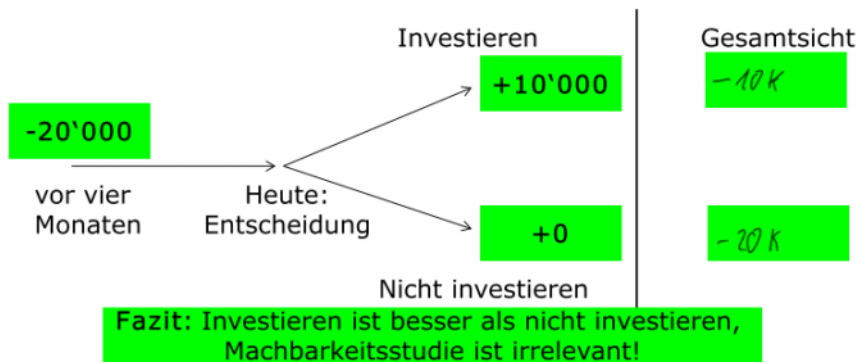 Investieren
Gesamtsicht
+10‘000
-10K
-20‘000
vor vier
Monaten
Heute:
Entscheidung
+0
-20K
Nicht investieren
Fazit: Investieren ist besser als nicht investieren,
Machbarkeitsstudie ist irrelevant!